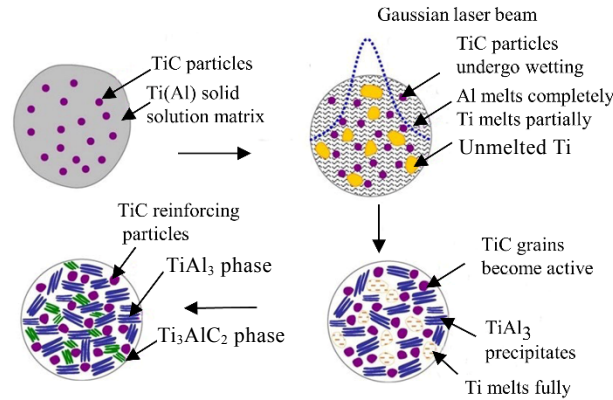 Gaussian laser beam
TiC particles
Ti(Al) solid
solution matrix
TiC particles
undergo wetting
Al melts completely
Ti melts partially
Unmelted Ti
TiC reinforcing
particles
TiAl₃ phase
Ti₃AlC₂ phase
TiC grains
become active
TiAl₃
precipitates
Ti melts fully